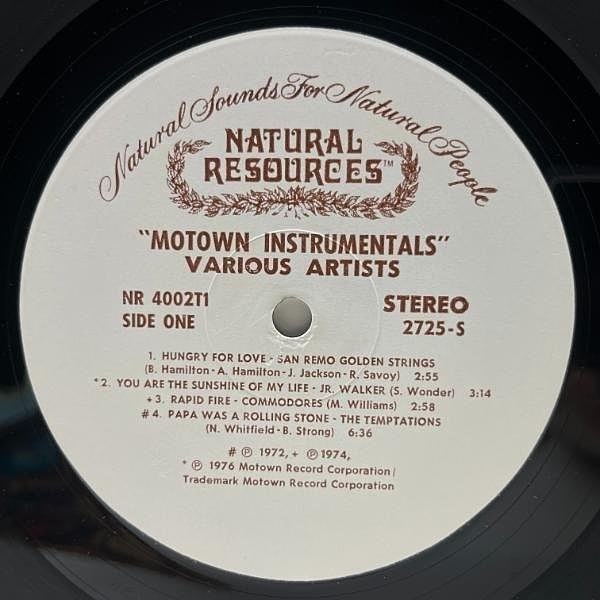 Natural Sounds For Natural People
NATURAL
RESOURCES™
"MOTOWN INSTRUMENTALS"
VARIOUS ARTISTS
NR 4002T1
SIDE ONE
STEREO
2725-S
1. HUNGRY FOR LOVE - SAN REMO GOLDEN STRINGS
(B. Hamilton-A. Hamilton-J. Jackson-R. Savoy) 2:55
*2. YOU ARE THE SUNSHINE OF MY LIFE - JR. WALKER (S. Wonder) 3:14
+3. RAPID FIRE - COMMODORES (M. Williams) 2:58
#4. PAPA WAS A ROLLING STONE - THE TEMPTATIONS
(N. Whitfield-B. Strong) 6:36
# ℗ 1972, + ℗ 1974,
* ℗ 1976 Motown Record Corporation/
Trademark Motown Record Corporation